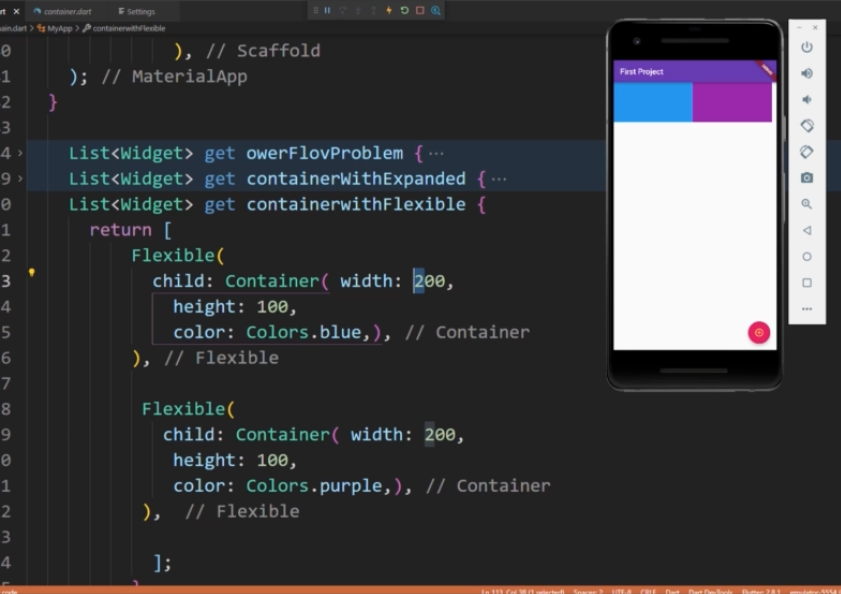 rt × container.dart Settings
ain.dart > MyApp > containerwithFlexible
0 ), // Scaffold
1 ); // MaterialApp
2 }
3
4 > List<Widget> get owerFlovProblem { ...
9 > List<Widget> get containerWithExpanded { ...
0 List<Widget> get containerwithFlexible {
1 return [
2 Flexible(
3 child: Container( width: 200,
4 height: 100,
5 color: Colors.blue,), // Container
6 ), // Flexible
7
8 Flexible(
9 child: Container( width: 200,
0 height: 100,
1 color: Colors.purple,), // Container
2 ), // Flexible
3
4 ];
First Project
code Ln 113, Col 38 (1 selected) Spaces: 2 UTF-8 CRLF Dart Dart DevTools Flutter: 2.8.1 emulator-5554